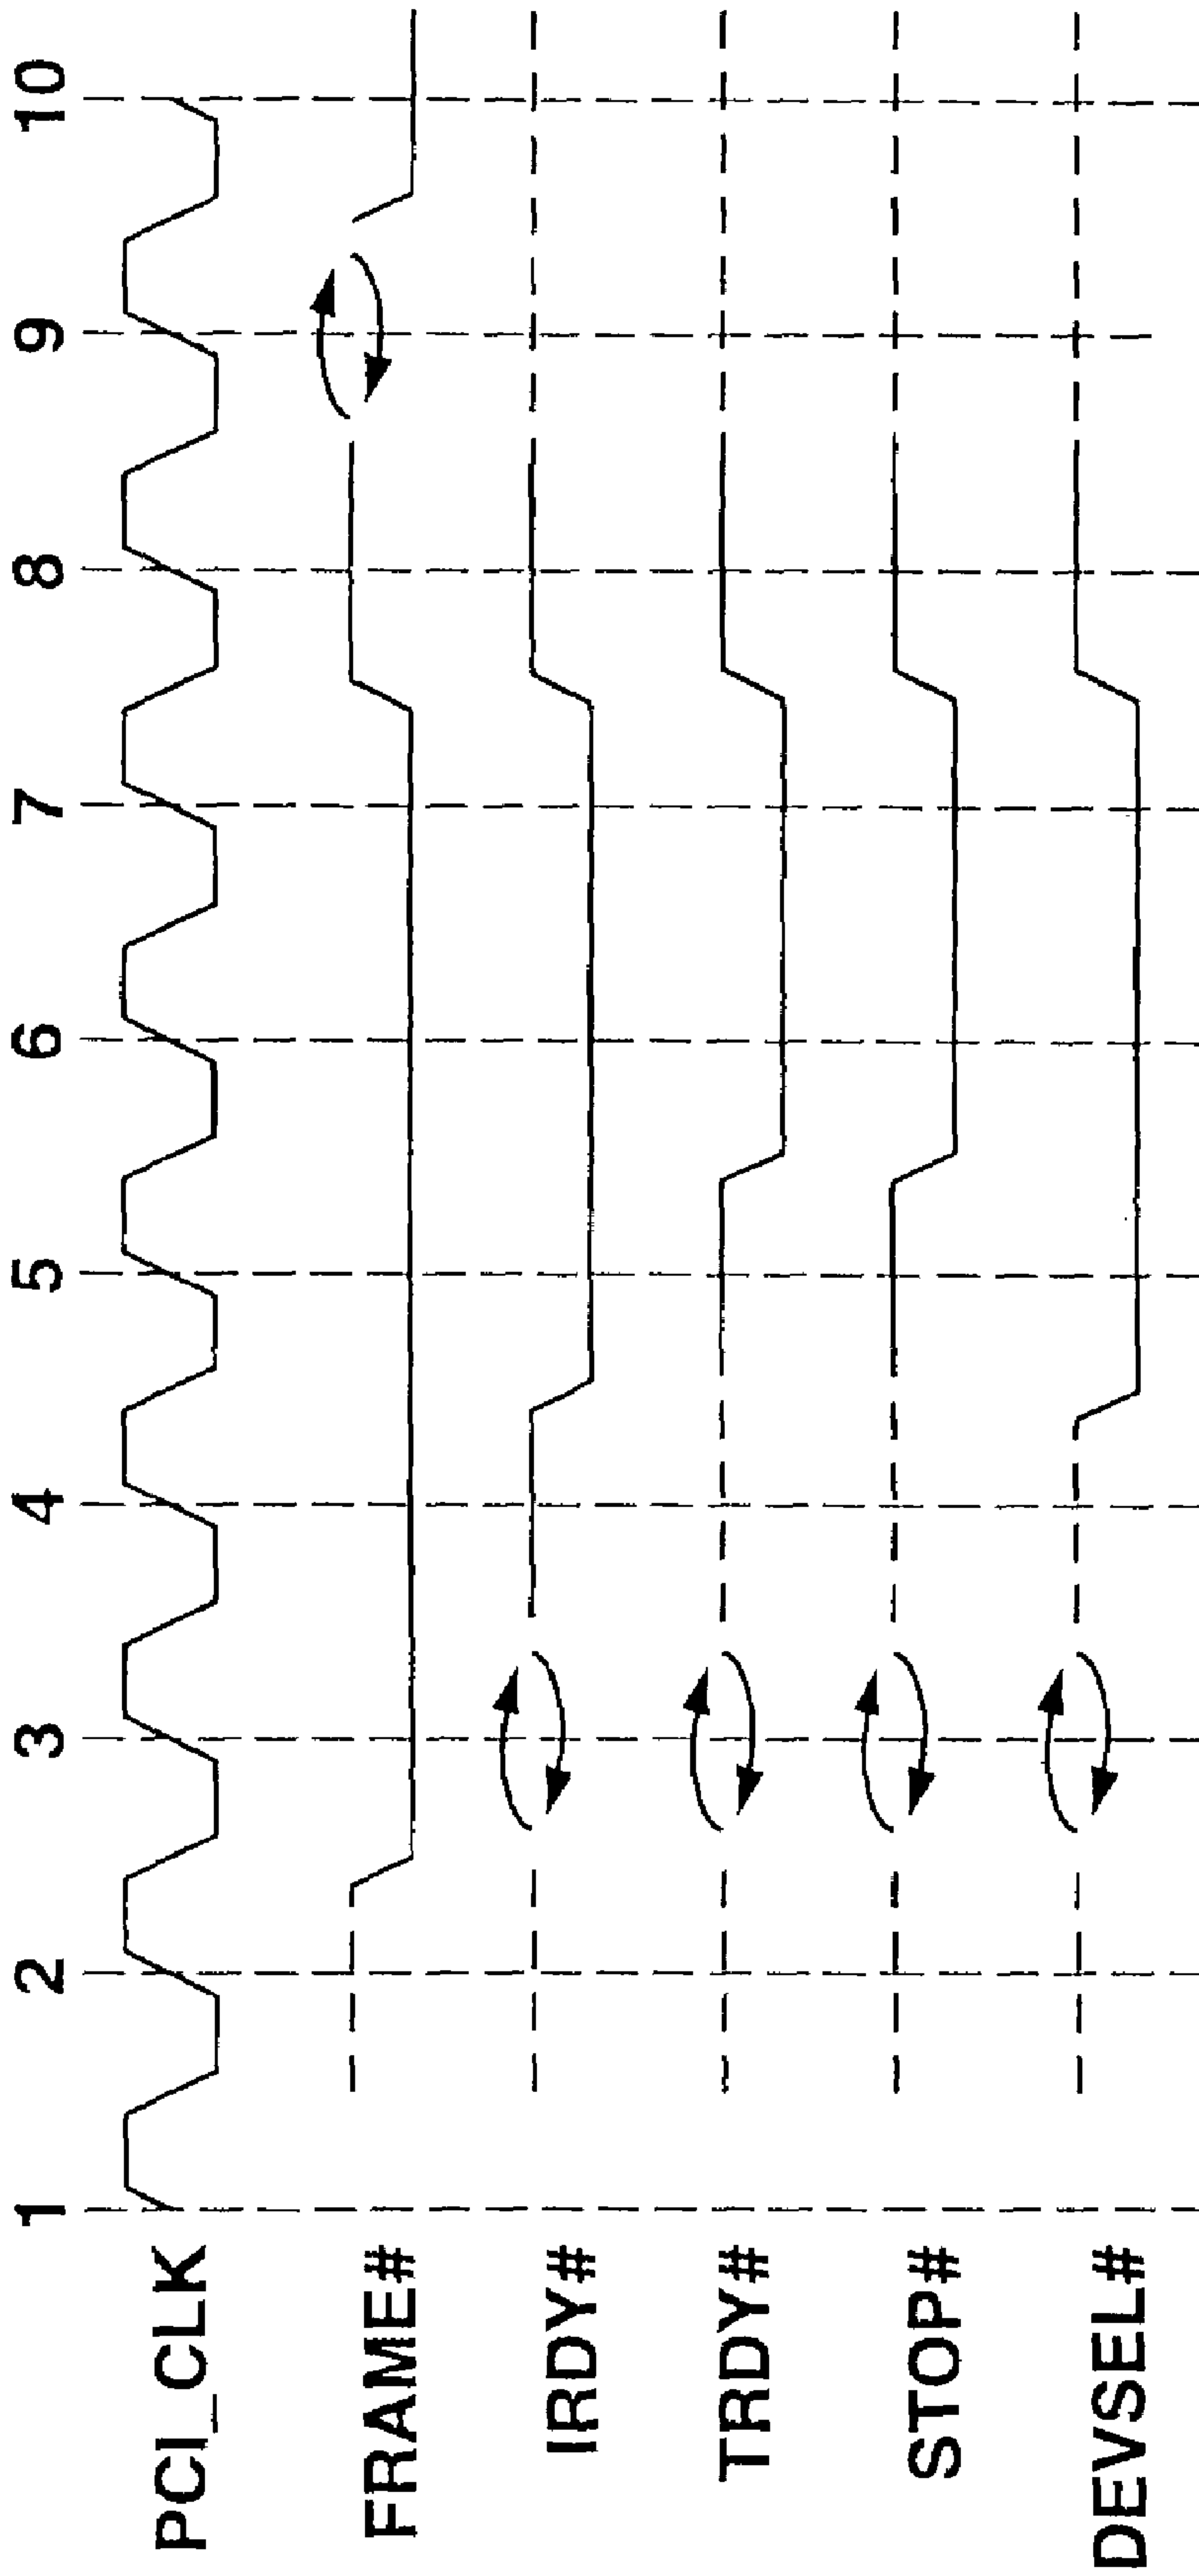 1 2 3 4 5 6 7 8 9 10
PCI_CLK
FRAME#
IRDY#
TRDY#
STOP#
DEVSEL#